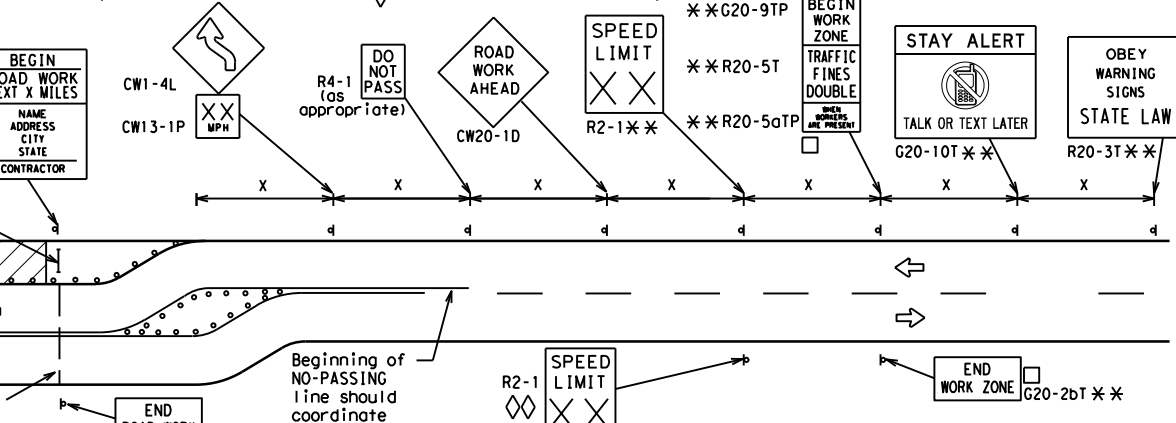 BEGIN
ROAD WORK
NEXT X MILES
NAME
ADDRESS
CITY
STATE
CONTRACTOR
CW1-4L
CW13-1P
XX
MPH
R4-1
(as
appropriate)
DO
NOT
PASS
ROAD
WORK
AHEAD
CW20-1D
SPEED
LIMIT
X X
R2-1**
**G20-9TP
**R20-5T
**R20-5aTP
BEGIN
WORK
ZONE
TRAFFIC
FINES
DOUBLE
WHEN
WORKERS
ARE PRESENT
STAY ALERT
TALK OR TEXT LATER
G20-10T**
OBEY
WARNING
SIGNS
STATE LAW
R20-3T**
X X X X X X X
Beginning of
NO-PASSING
line should
coordinate
R2-1
SPEED
LIMIT
X X
END
WORK ZONE
G20-2bT**
END
ROAD WORK